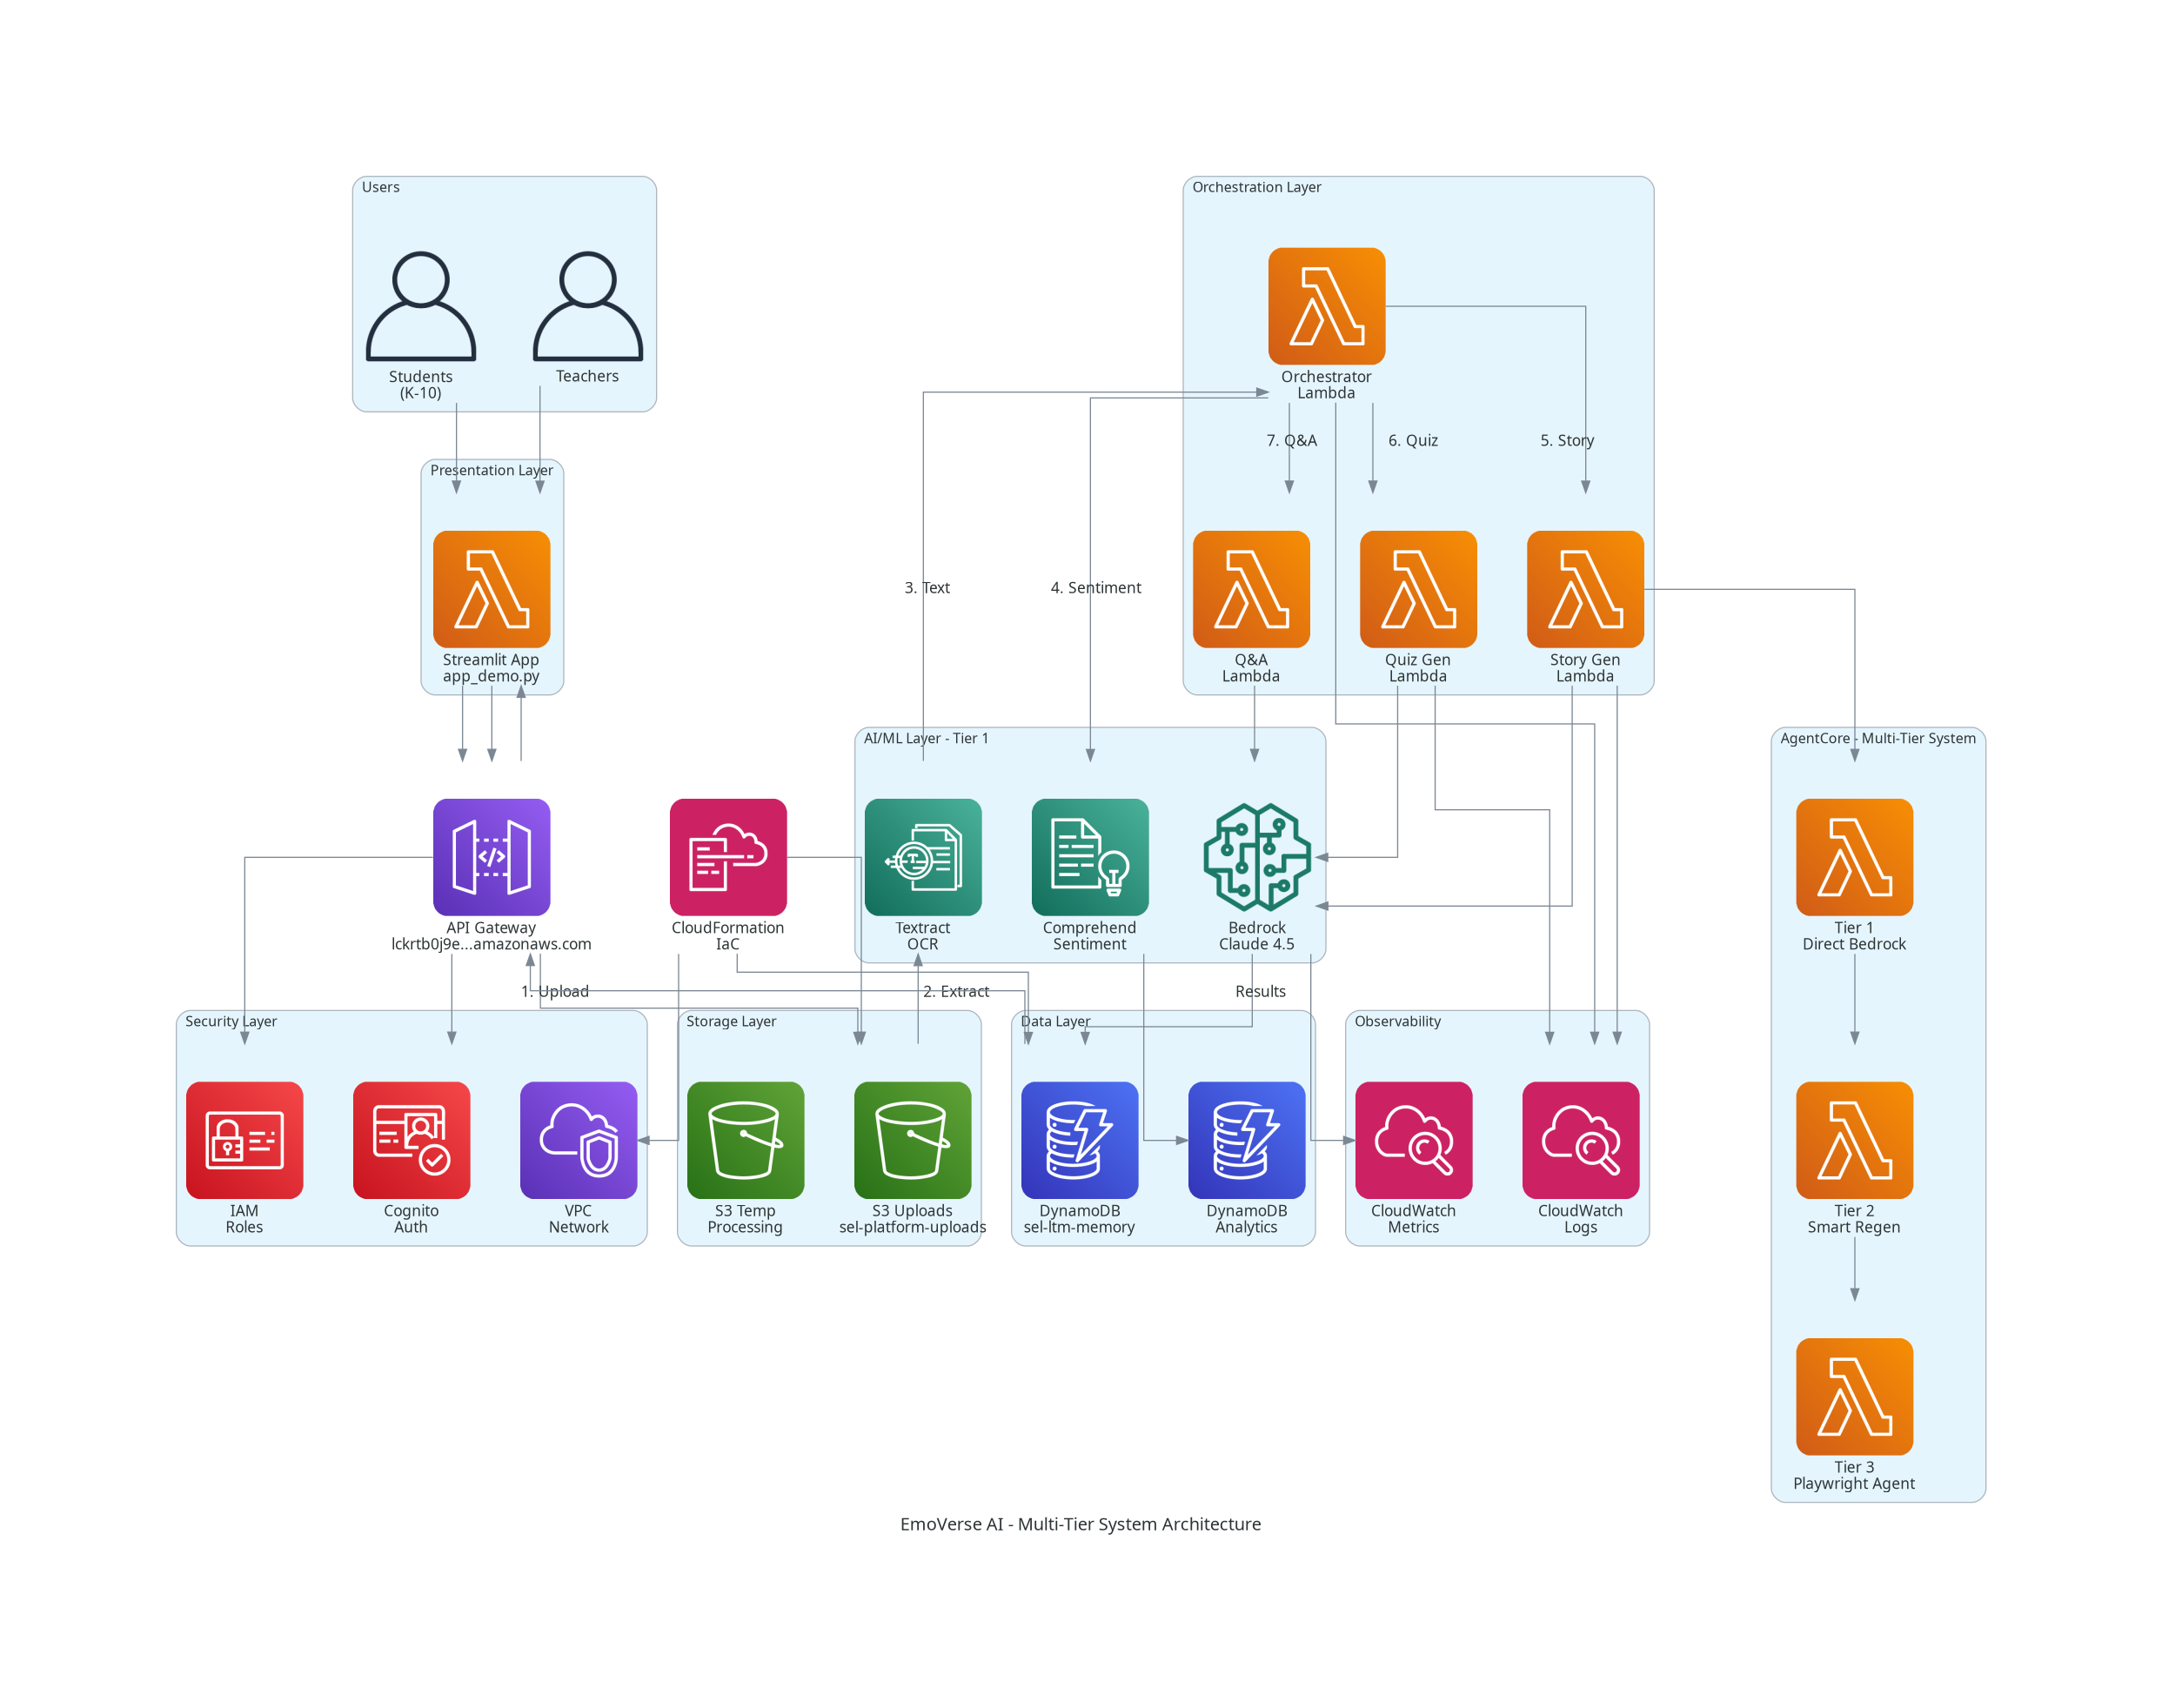 Users
Students
(K-10)
Teachers
Orchestration Layer
Orchestrator
Lambda
7. Q&A
6. Quiz
5. Story
Presentation Layer
Streamlit App
app_demo.py
3. Text
4. Sentiment
Q&A
Lambda
Quiz Gen
Lambda
Story Gen
Lambda
AI/ML Layer - Tier 1
AgentCore - Multi-Tier System
API Gateway
lckrtb0j9e...amazonaws.com
CloudFormation
IaC
Textract
OCR
Comprehend
Sentiment
Bedrock
Claude 4.5
Tier 1
Direct Bedrock
1. Upload
2. Extract
Results
Security Layer
Storage Layer
Data Layer
Observability
IAM
Roles
Cognito
Auth
VPC
Network
S3 Temp
Processing
S3 Uploads
sel-platform-uploads
DynamoDB
sel-ltm-memory
DynamoDB
Analytics
CloudWatch
Metrics
CloudWatch
Logs
Tier 2
Smart Regen
Tier 3
Playwright Agent
EmoVerse AI - Multi-Tier System Architecture